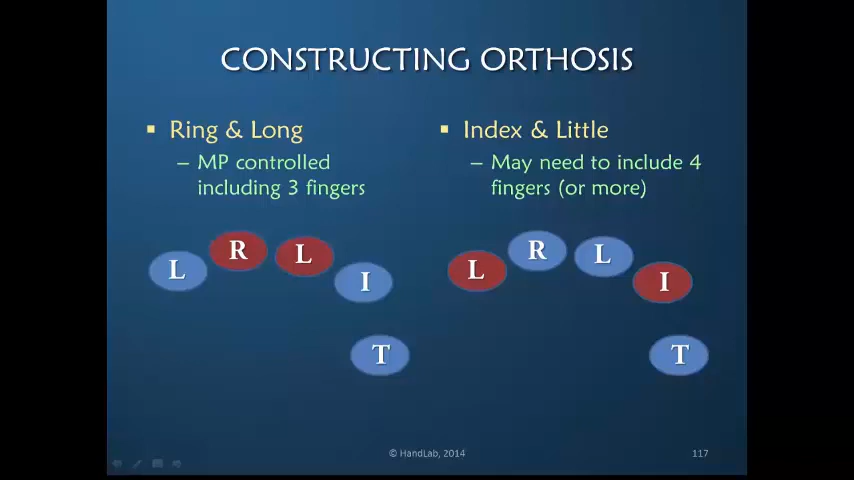 CONSTRUCTING ORTHOSIS
▪ Ring & Long
– MP controlled
including 3 fingers
L R L I
T
▪ Index & Little
– May need to include 4
fingers (or more)
L R L I
T
© HandLab, 2014
117